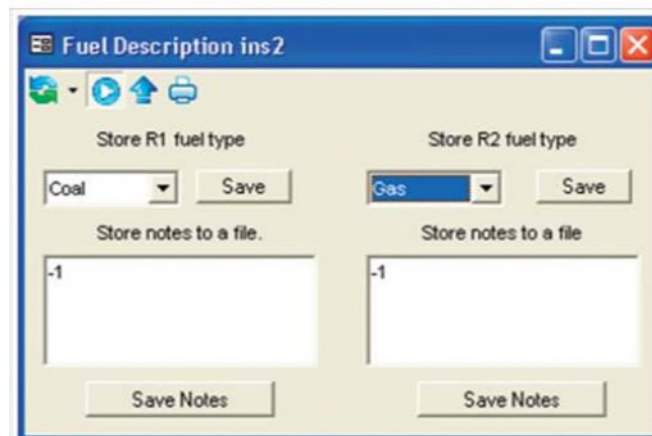 Fuel Description ins2
Store R1 fuel type
Store R2 fuel type
Coal
Save
Gas
Save
Store notes to a file.
Store notes to a file
-1
-1
Save Notes
Save Notes